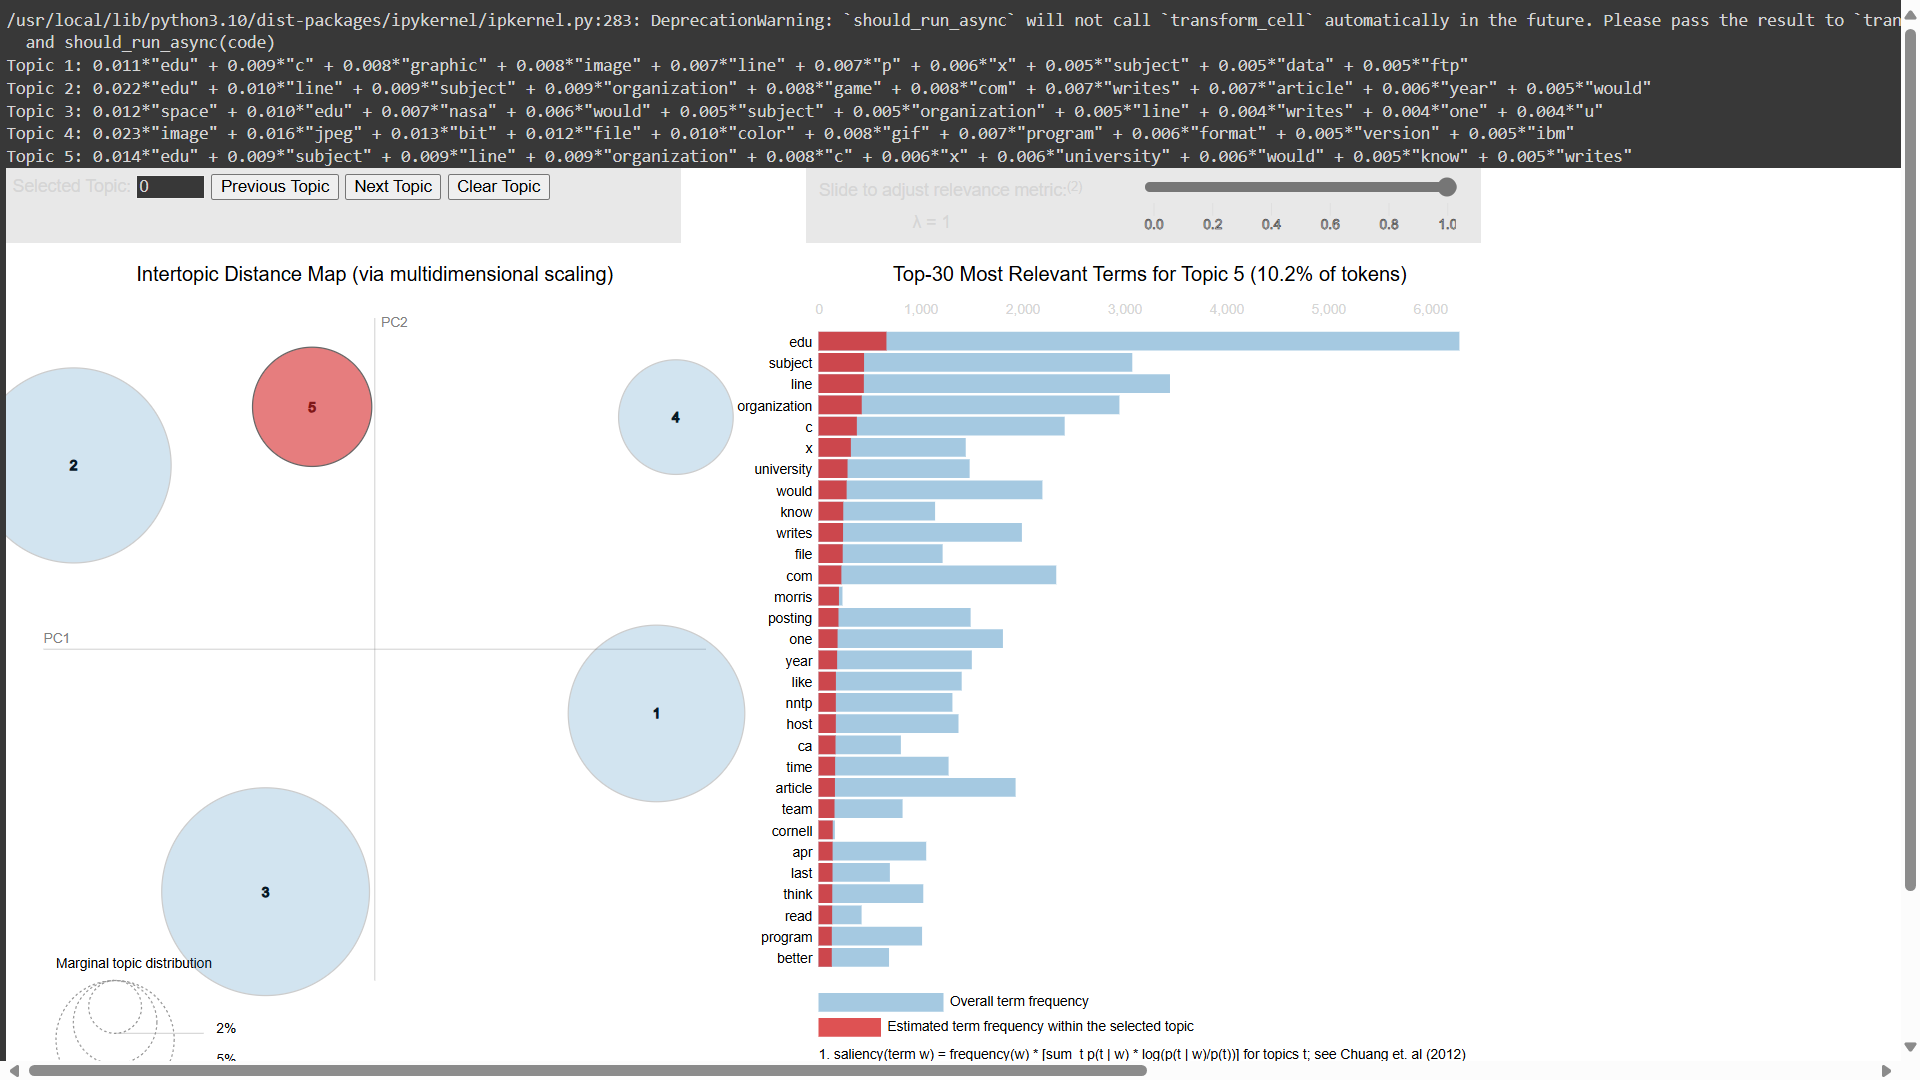 /usr/local/lib/python3.10/dist-packages/ipykernel/ipkernel.py:283: DeprecationWarning: `should_run_async` will not call `transform_cell` automatically in the future. Please pass the result to `tran
and should_run_async(code)
Topic 1: 0.011*"edu" + 0.009*"c" + 0.008*"graphic" + 0.008*"image" + 0.007*"line" + 0.007*"p" + 0.006*"x" + 0.005*"subject" + 0.005*"data" + 0.005*"ftp"
Topic 2: 0.022*"edu" + 0.010*"line" + 0.009*"subject" + 0.009*"organization" + 0.008*"game" + 0.008*"com" + 0.007*"writes" + 0.007*"article" + 0.006*"year" + 0.005*"would"
Topic 3: 0.012*"space" + 0.010*"edu" + 0.007*"nasa" + 0.006*"would" + 0.005*"subject" + 0.005*"organization" + 0.005*"line" + 0.004*"writes" + 0.004*"one" + 0.004*"u"
Topic 4: 0.023*"image" + 0.016*"jpeg" + 0.013*"bit" + 0.012*"file" + 0.010*"color" + 0.008*"gif" + 0.007*"program" + 0.006*"format" + 0.005*"version" + 0.005*"ibm"
Topic 5: 0.014*"edu" + 0.009*"subject" + 0.009*"line" + 0.009*"organization" + 0.008*"c" + 0.006*"x" + 0.006*"university" + 0.006*"would" + 0.005*"know" + 0.005*"writes"
Selected Topic: 0 Previous Topic Next Topic Clear Topic
Slide to adjust relevance metric:(2)
λ = 1
0.0 0.2 0.4 0.6 0.8 1.0
Intertopic Distance Map (via multidimensional scaling)
PC2
5
4
2
PC1
1
3
Marginal topic distribution
2%
5%
Top-30 Most Relevant Terms for Topic 5 (10.2% of tokens)
0 1,000 2,000 3,000 4,000 5,000 6,000
edu
subject
line
organization
c
x
university
would
know
writes
file
com
morris
posting
one
year
like
nntp
host
ca
time
article
team
cornell
apr
last
think
read
program
better
Overall term frequency
Estimated term frequency within the selected topic
1. saliency(term w) = frequency(w) * [sum_t p(t | w) * log(p(t | w)/p(t))] for topics t; see Chuang et. al (2012)